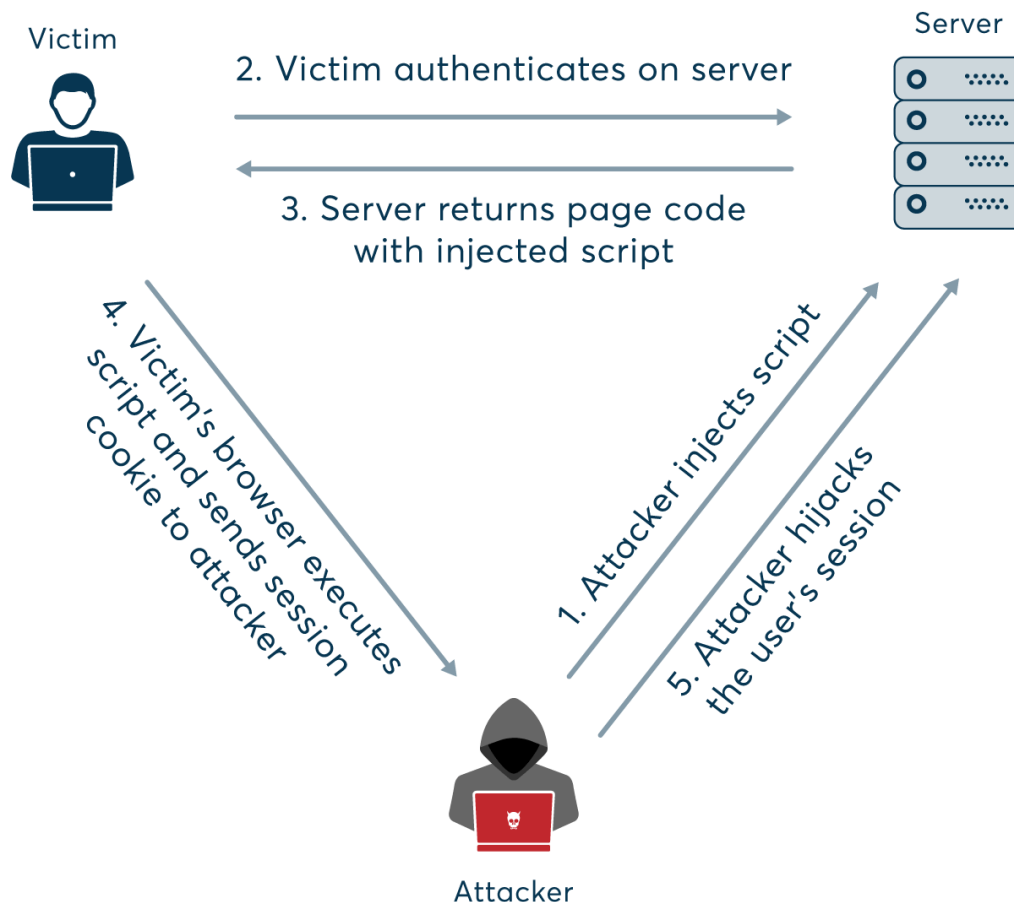 Victim
Server
2. Victim authenticates on server
3. Server returns page code
with injected script
4. Victim's browser executes
script and sends session
cookie to attacker
1. Attacker injects script
5. Attacker hijacks
the user's session
Attacker